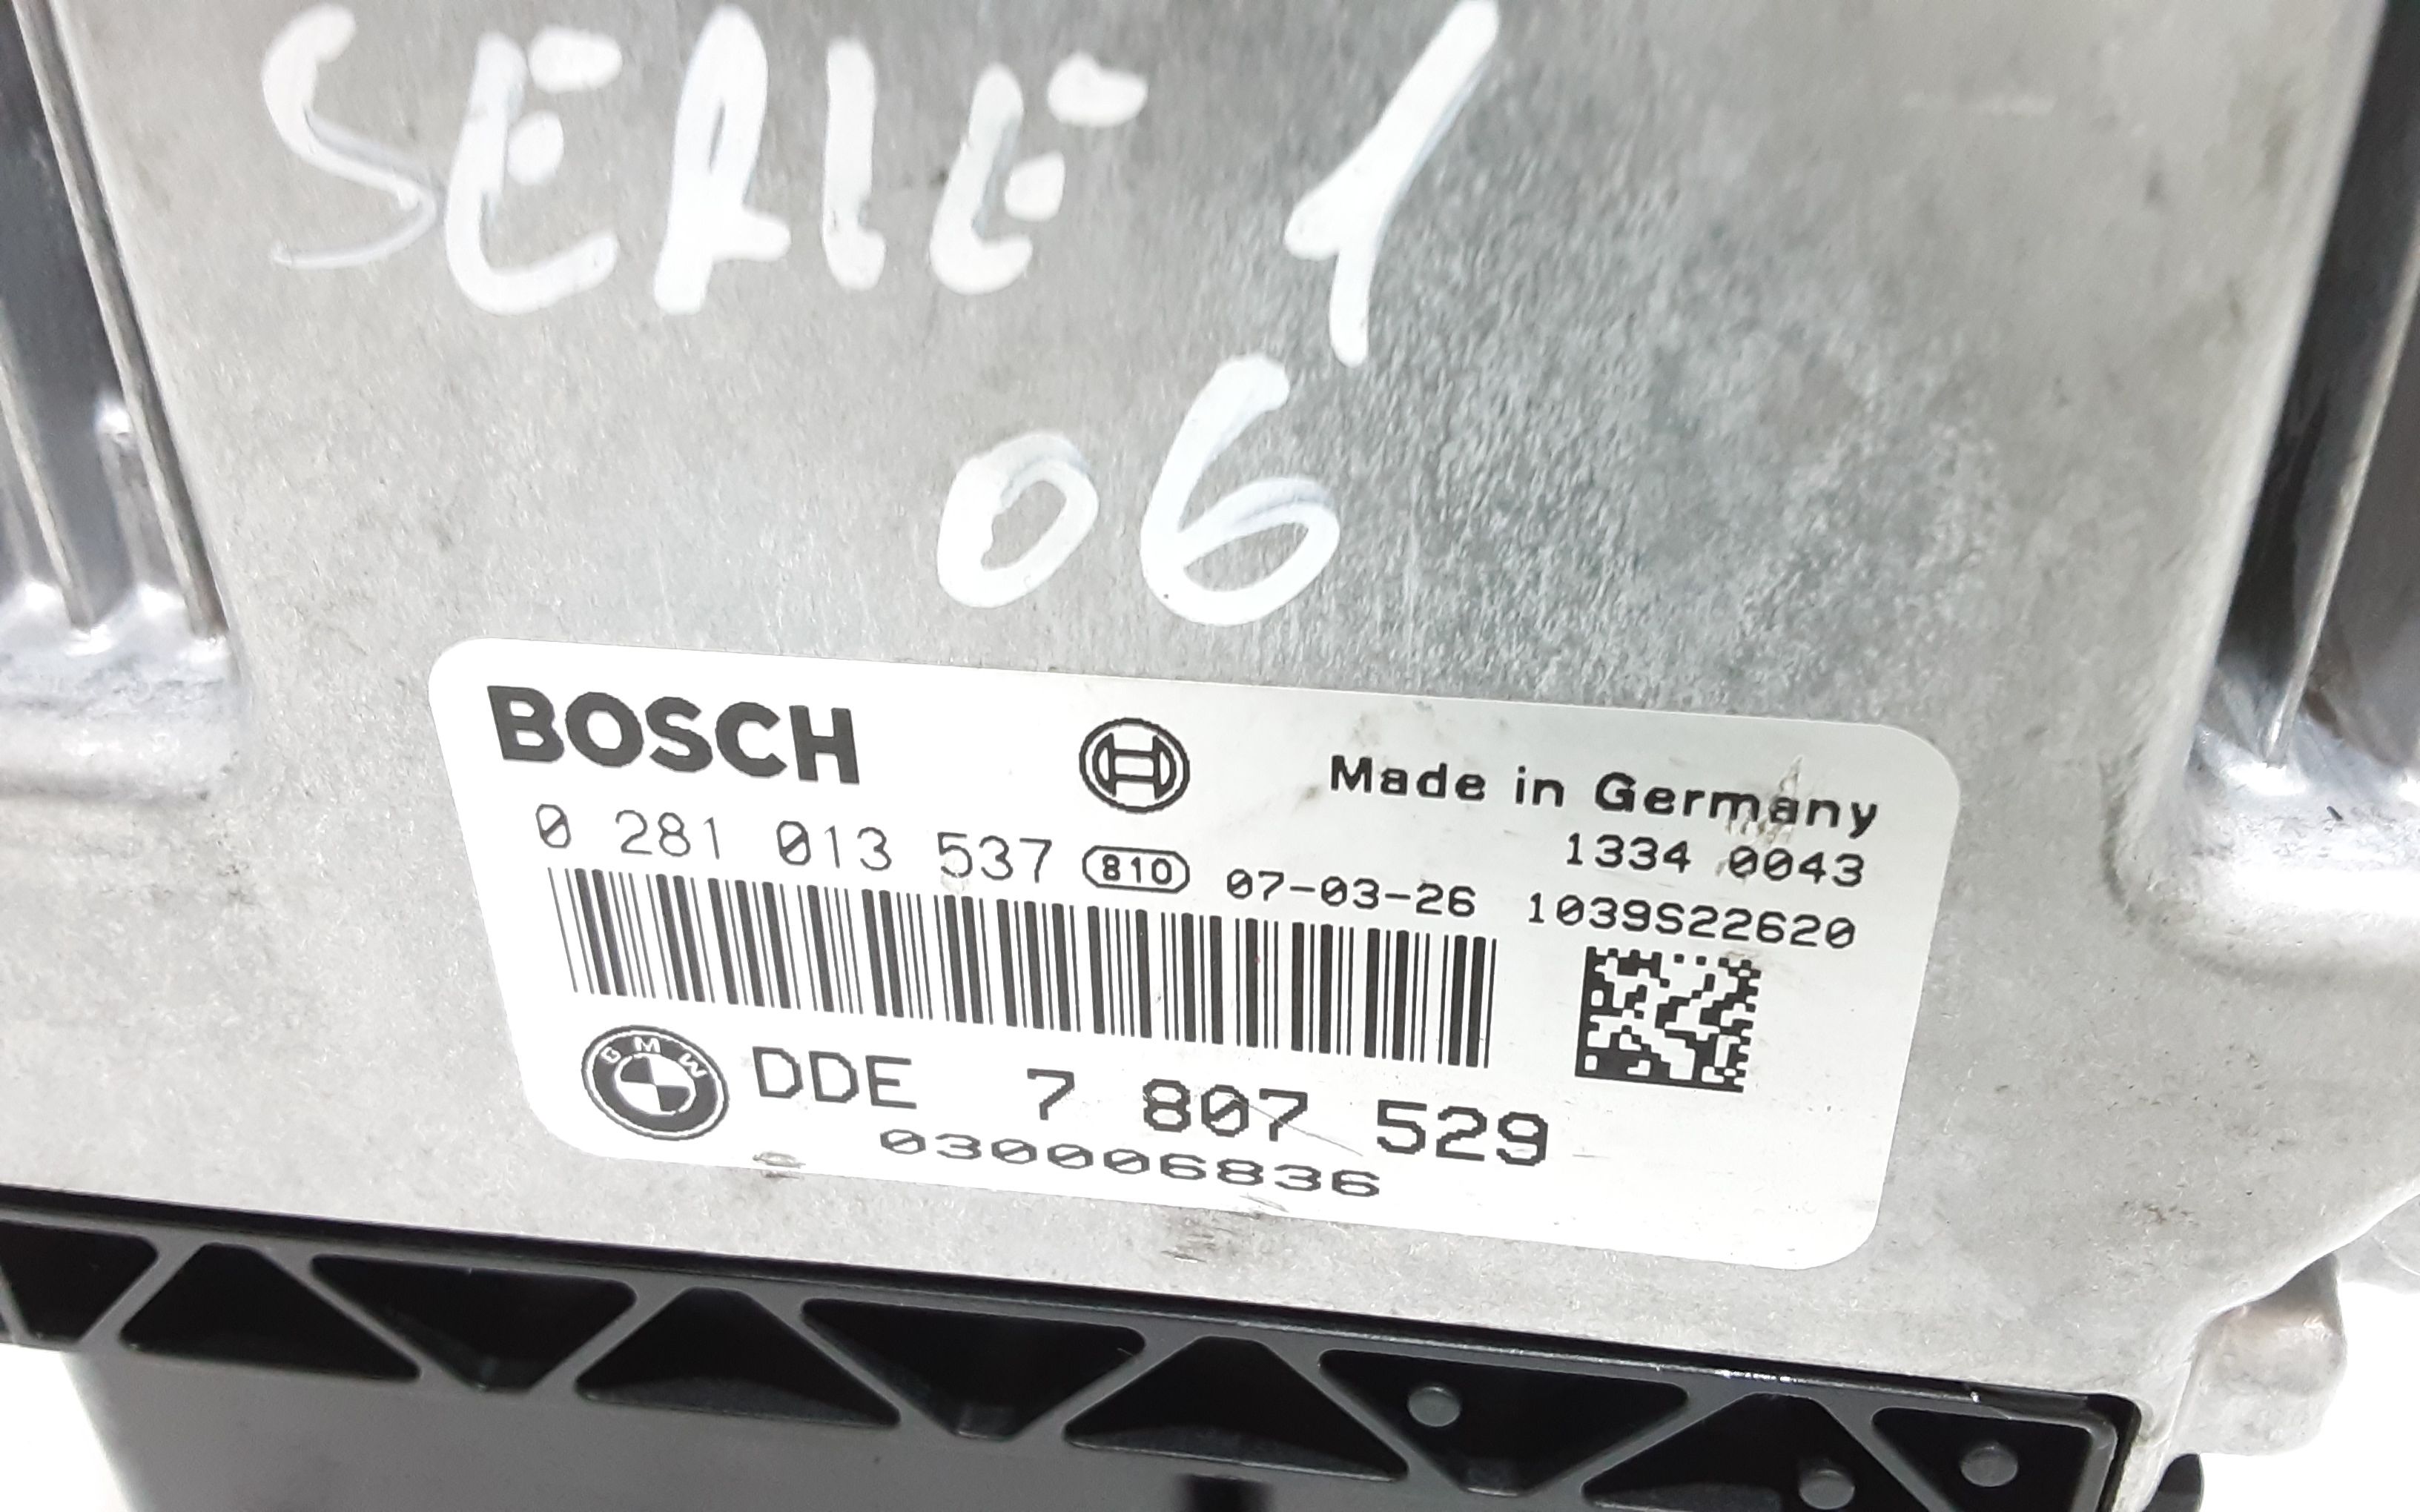 SERIE 1
06
BOSCH
Made in Germany
0 281 013 537 810 07-03-26
1334 0043
1039S22620
BMW DDE 7 807 529
030006836